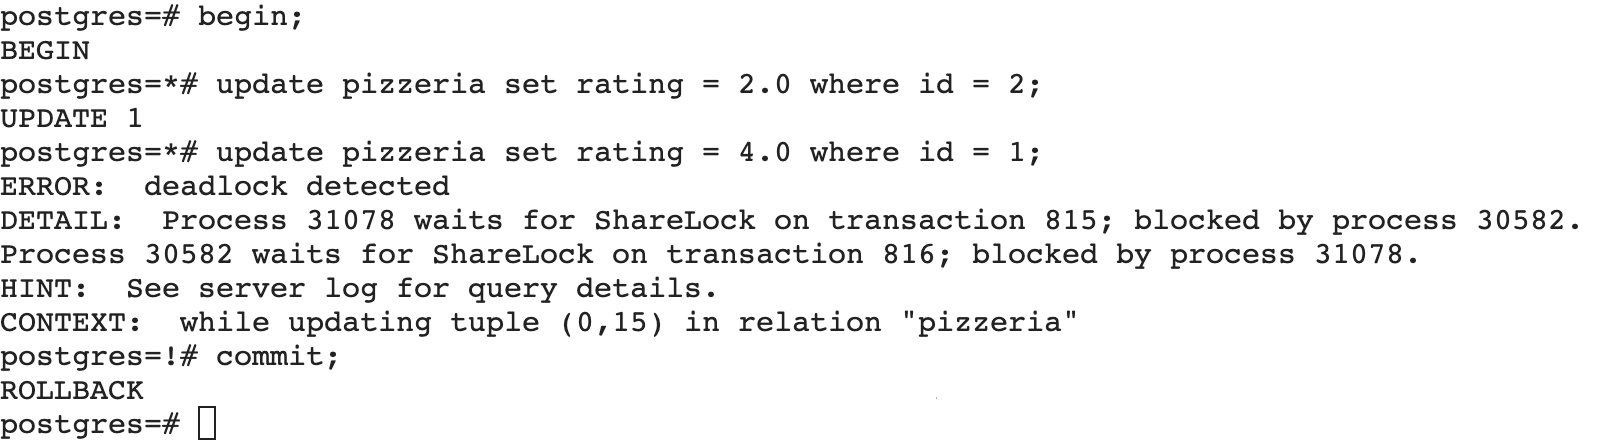 postgres=# begin;
BEGIN
postgres=*# update pizzeria set rating = 2.0 where id = 2;
UPDATE 1
postgres=*# update pizzeria set rating = 4.0 where id = 1;
ERROR:  deadlock detected
DETAIL:  Process 31078 waits for ShareLock on transaction 815; blocked by process 30582.
Process 30582 waits for ShareLock on transaction 816; blocked by process 31078.
HINT:  See server log for query details.
CONTEXT:  while updating tuple (0,15) in relation "pizzeria"
postgres=!# commit;
ROLLBACK
postgres=#